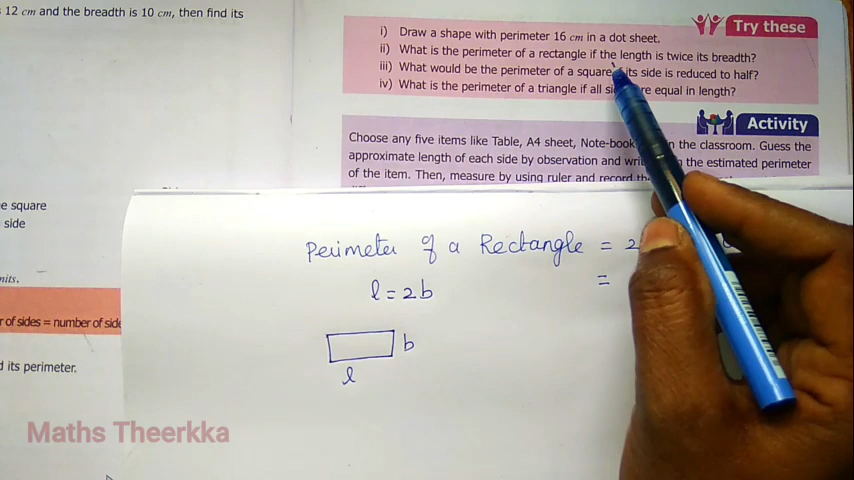 12 cm and the breadth is 10 cm, then find its
Try these
i) Draw a shape with perimeter 16 cm in a dot sheet.
ii) What is the perimeter of a rectangle if the length is twice its breadth?
iii) What would be the perimeter of a square its side is reduced to half?
iv) What is the perimeter of a triangle if all equal in length?
Activity
Choose any five items like Table, A4 sheet, Note-book the classroom. Guess the
approximate length of each side by observation and the estimated perimeter
of the item. Then, measure by using ruler and record
e square
side
nits.
r of sides = number of side
d its perimeter.
Perimeter of a Rectangle = 2
l = 2b =
b
l
Maths Theerkka